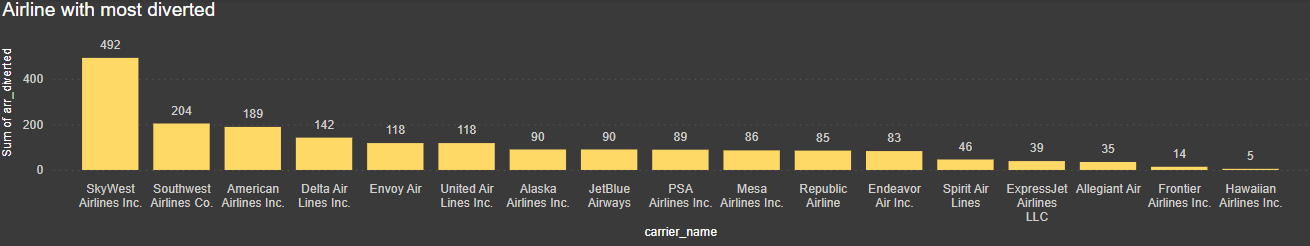 Airline with most diverted
Sum of arr_diverted
400
200
0
492
204
189
142
118
118
90
90
89
86
85
83
46
39
35
14
5
SkyWest
Airlines Inc.
Southwest
Airlines Co.
American
Airlines Inc.
Delta Air
Lines Inc.
Envoy Air
United Air
Lines Inc.
Alaska
Airlines Inc.
JetBlue
Airways
PSA
Airlines Inc.
Mesa
Airlines Inc.
Republic
Airline
Endeavor
Air Inc.
Spirit Air
Lines
ExpressJet
Airlines
LLC
Allegiant Air
Frontier
Airlines Inc.
Hawaiian
Airlines Inc.
carrier_name